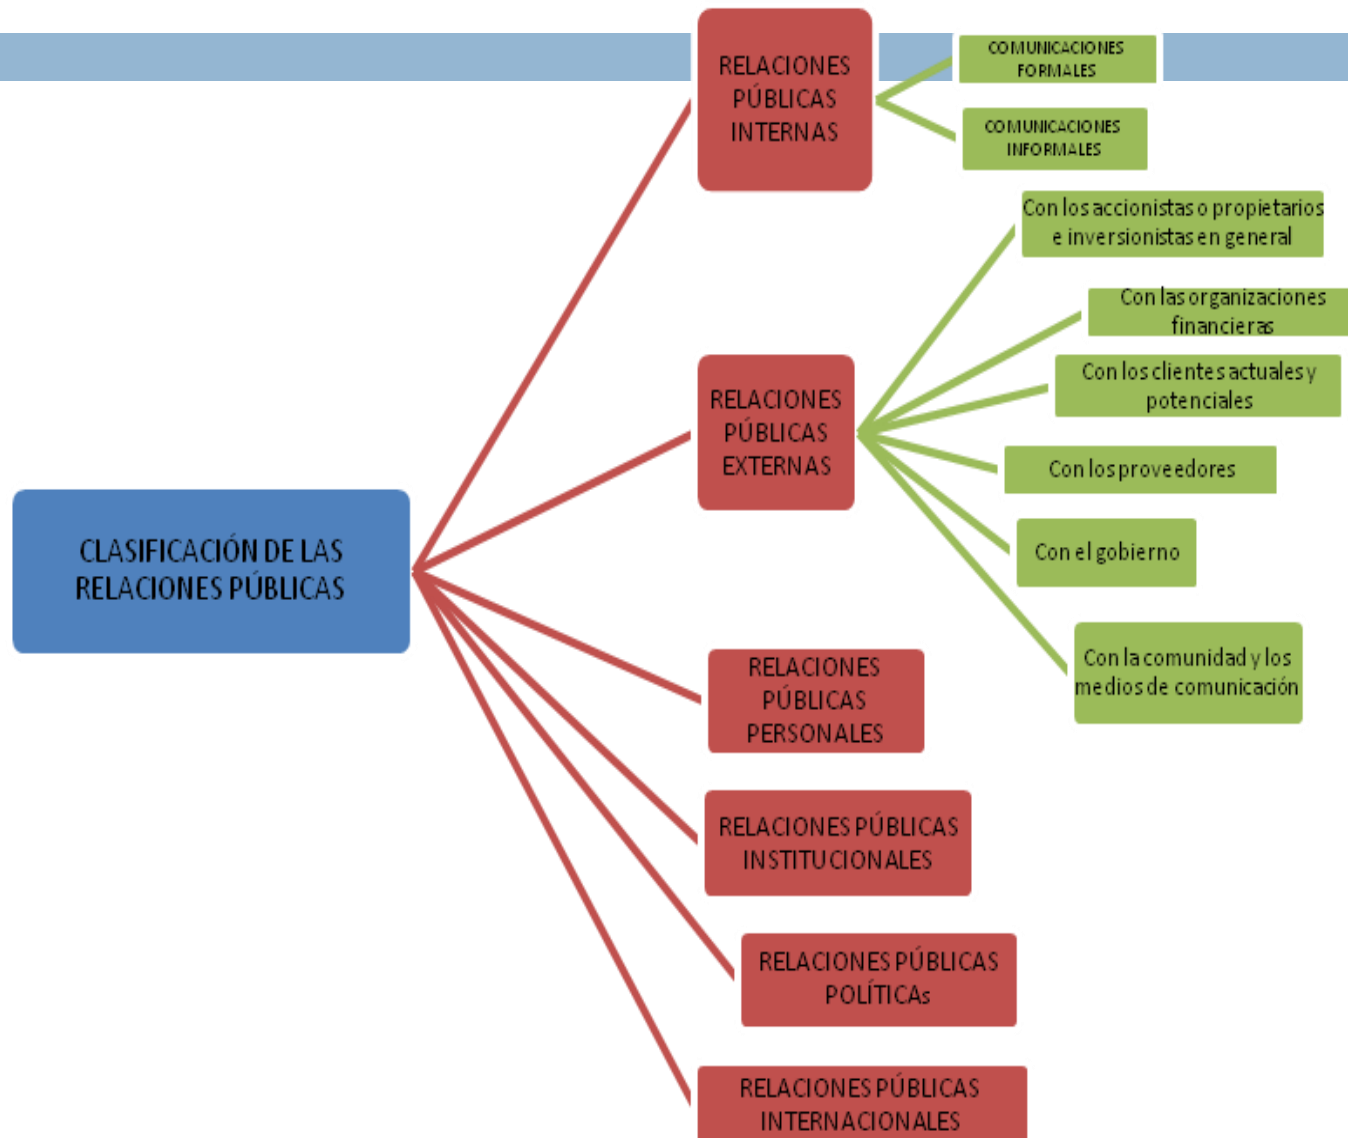 CLASIFICACIÓN DE LAS
RELACIONES PÚBLICAS
RELACIONES
PÚBLICAS
INTERNAS
COMUNICACIONES
FORMALES
COMUNICACIONES
INFORMALES
RELACIONES
PÚBLICAS
EXTERNAS
Con los accionistas o propietarios
e inversionistas en general
Con las organizaciones
financieras
Con los clientes actuales y
potenciales
Con los proveedores
Con el gobierno
Con la comunidad y los
medios de comunicación
RELACIONES
PÚBLICAS
PERSONALES
RELACIONES PÚBLICAS
INSTITUCIONALES
RELACIONES PÚBLICAS
POLÍTICAs
RELACIONES PÚBLICAS
INTERNACIONALES